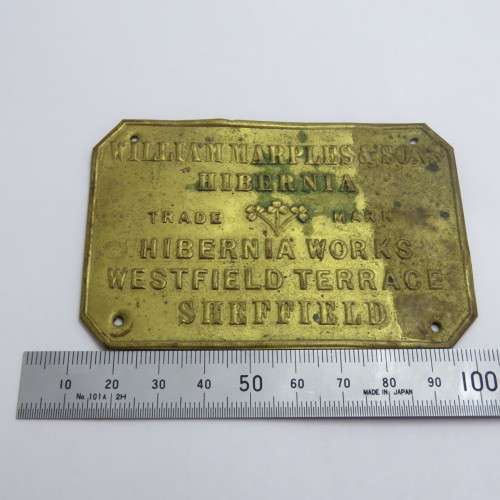 WILLIAM MARPLES & SONS
HIBERNIA
TRADE MARK
HIBERNIA WORKS
WESTFIELD TERRACE
SHEFFIELD
10 20 30 40 50 60 70 80 90 100
No. 101A 2H MADE IN JAPAN